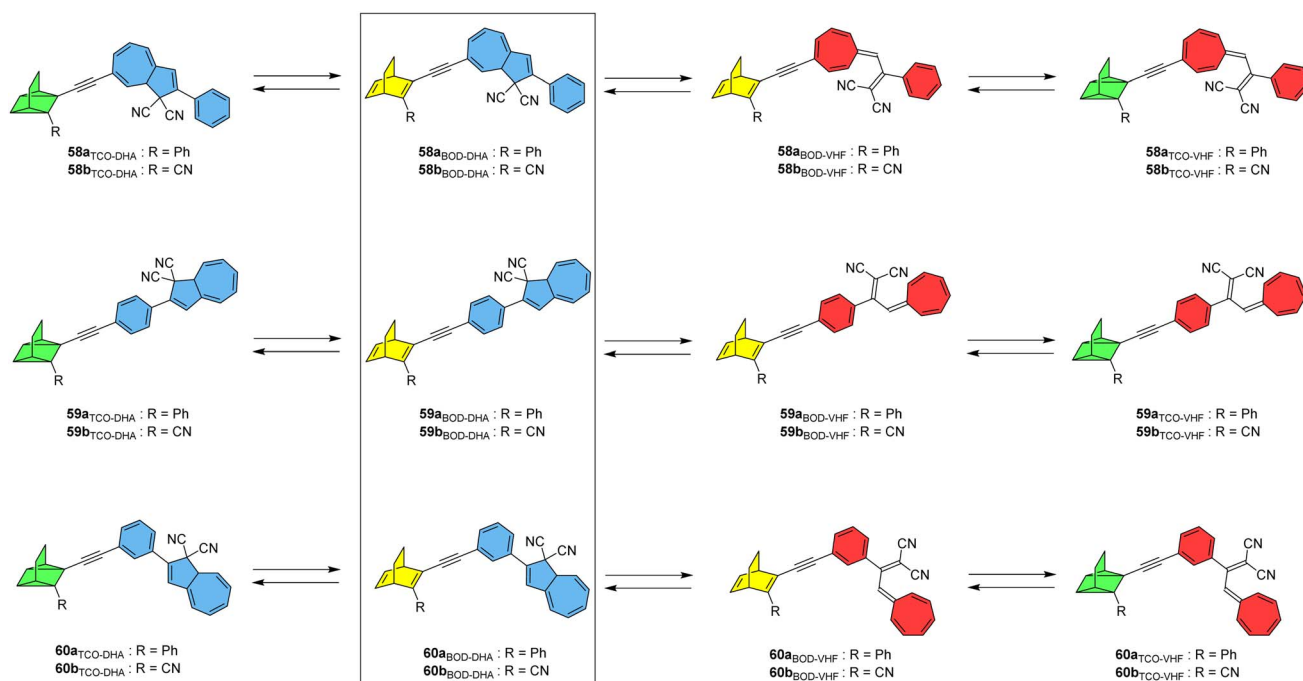 CN CN R
58aTCO-DHA : R = Ph
58bTCO-DHA : R = CN
CN CN R
58aBOD-DHA : R = Ph
58bBOD-DHA : R = CN
NC CN R
58aBOD-VHF : R = Ph
58bBOD-VHF : R = CN
NC CN R
58aTCO-VHF : R = Ph
58bTCO-VHF : R = CN
NC CN R
59aTCO-DHA : R = Ph
59bTCO-DHA : R = CN
NC CN R
59aBOD-DHA : R = Ph
59bBOD-DHA : R = CN
NC CN R
59aBOD-VHF : R = Ph
59bBOD-VHF : R = CN
NC CN R
59aTCO-VHF : R = Ph
59bTCO-VHF : R = CN
NC CN R
60aTCO-DHA : R = Ph
60bTCO-DHA : R = CN
NC CN R
60aBOD-DHA : R = Ph
60bBOD-DHA : R = CN
CN CN R
60aBOD-VHF : R = Ph
60bBOD-VHF : R = CN
CN CN R
60aTCO-VHF : R = Ph
60bTCO-VHF : R = CN